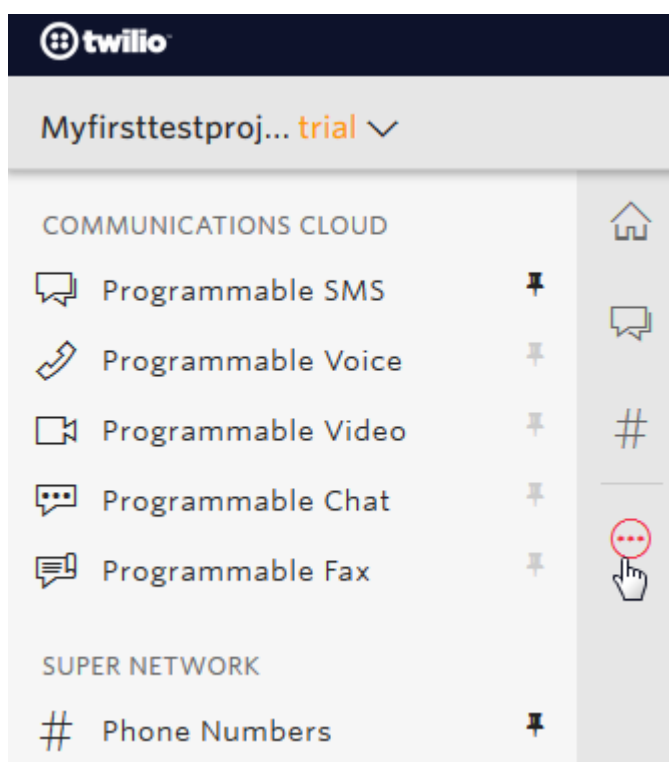 twilio
Myfirsttestproj... trial
COMMUNICATIONS CLOUD
Programmable SMS
Programmable Voice
Programmable Video
Programmable Chat
Programmable Fax
SUPER NETWORK
# Phone Numbers
#